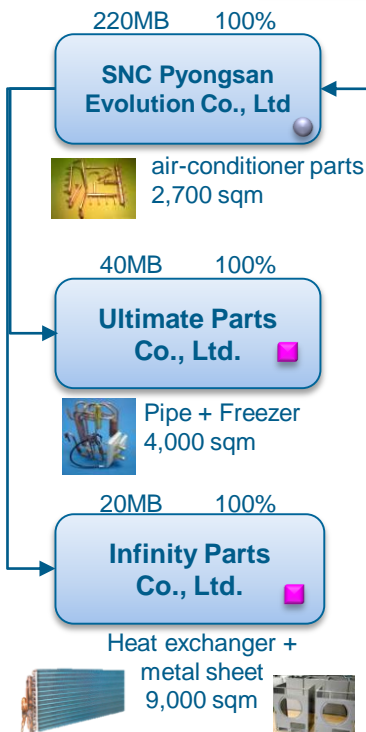 220MB 100%
SNC Pyongsan
Evolution Co., Ltd
air-conditioner parts
2,700 sqm
40MB 100%
Ultimate Parts
Co., Ltd.
Pipe + Freezer
4,000 sqm
20MB 100%
Infinity Parts
Co., Ltd.
Heat exchanger +
metal sheet
9,000 sqm